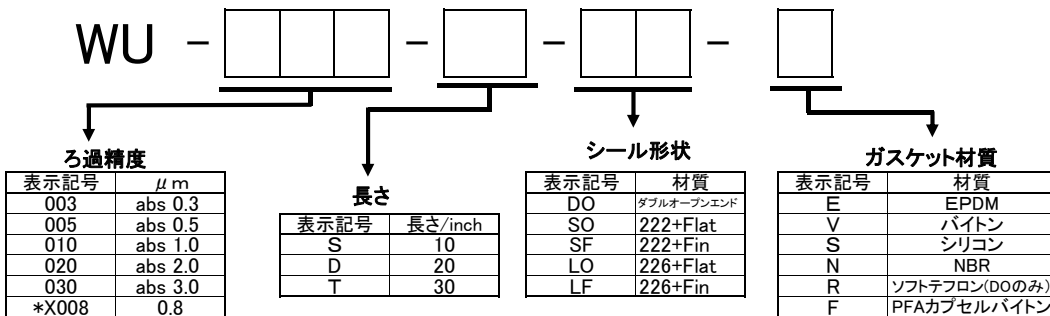 WU - - - -
ろ過精度
表示記号 μm
003 abs 0.3
005 abs 0.5
010 abs 1.0
020 abs 2.0
030 abs 3.0
*X008 0.8
長さ
表示記号 長さ/inch
S 10
D 20
T 30
シール形状
表示記号 材質
DO ダブルオープンエンド
SO 222+Flat
SF 222+Fin
LO 226+Flat
LF 226+Fin
ガスケット材質
表示記号 材質
E EPDM
V バイトン
S シリコン
N NBR
R ソフトテフロン(DOのみ)
F PFAカプセルバイトン